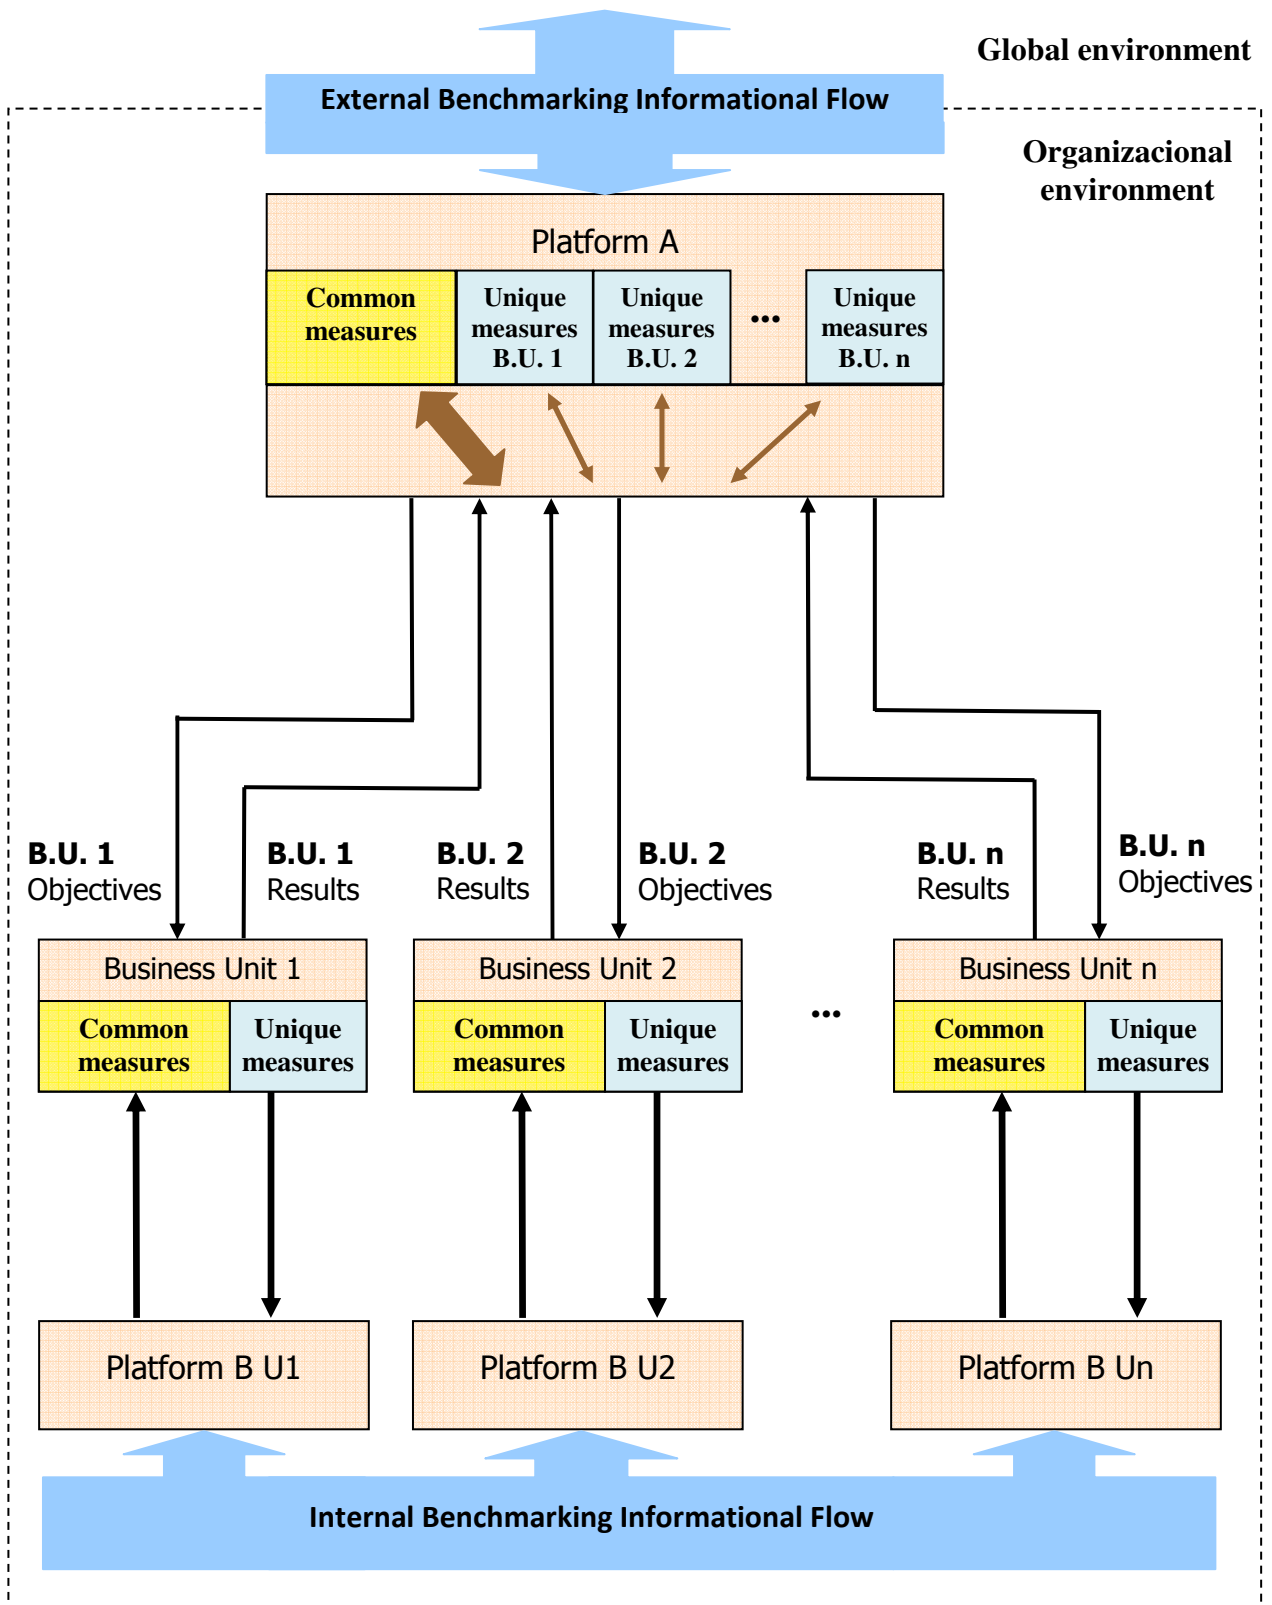 Global environment
External Benchmarking Informational Flow
Organizacional
environment
Platform A
Common
measures
Unique
measures
B.U. 1
Unique
measures
B.U. 2
...
Unique
measures
B.U. n
B.U. 1
Objectives
B.U. 1
Results
B.U. 2
Results
B.U. 2
Objectives
B.U. n
Results
B.U. n
Objectives
Business Unit 1
Common
measures
Unique
measures
Business Unit 2
Common
measures
Unique
measures
...
Business Unit n
Common
measures
Unique
measures
Platform B U1
Platform B U2
Platform B Un
Internal Benchmarking Informational Flow